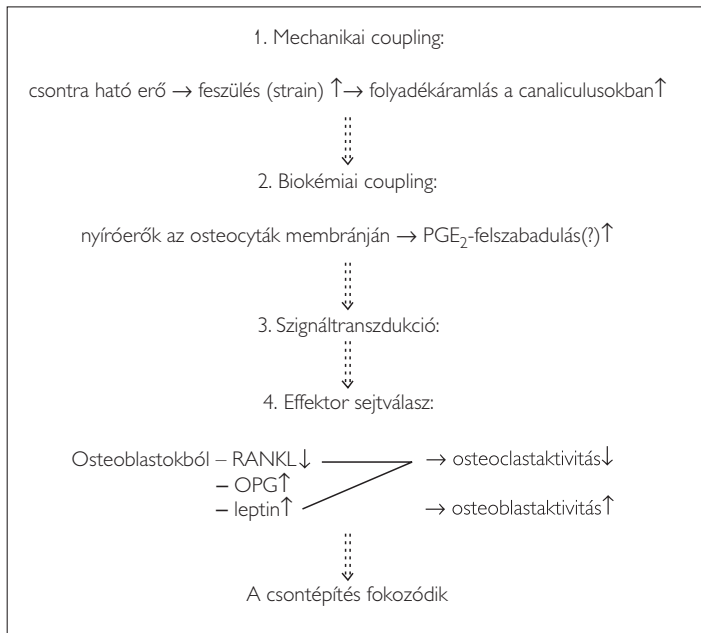 1. Mechanikai coupling:
csontra ható erő → feszülés (strain) ↑→ folyadékáramlás a canaliculusokban↑
2. Biokémiai coupling:
nyíróerők az osteocyták membránján → PGE₂-felszabadulás(?)↑
3. Szignáltranszdukció:
4. Effektor sejtválasz:
Osteoblastokból – RANKL↓ → osteoclastaktivitás↓
– OPG↑
– leptin↑ → osteoblastaktivitás↑
A csontépítés fokozódik